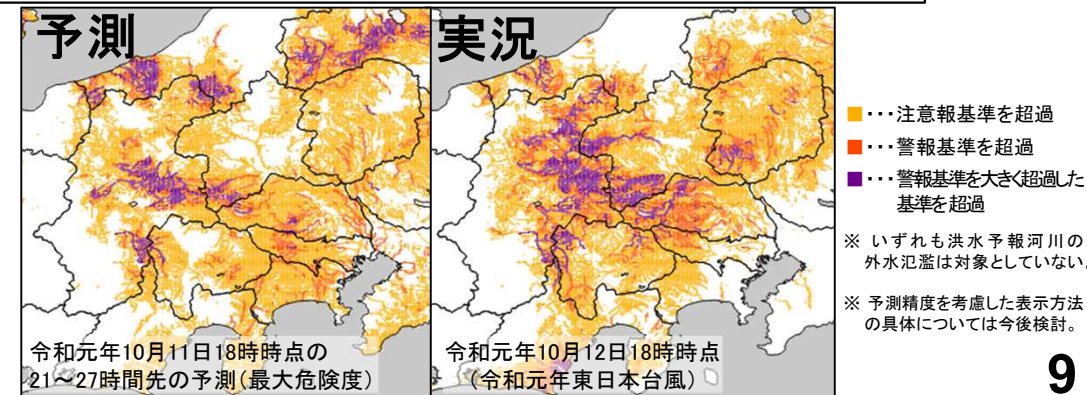 予測
実況
令和元年10月11日18時時点の
21～27時間先の予測(最大危険度)
令和元年10月12日18時時点
(令和元年東日本台風)
■･･･注意報基準を超過
■･･･警報基準を超過
■･･･警報基準を大きく超過した
基準を超過
※ いずれも洪水予報河川の
外水氾濫は対象としていない。
※ 予測精度を考慮した表示方法
の具体については今後検討。
9